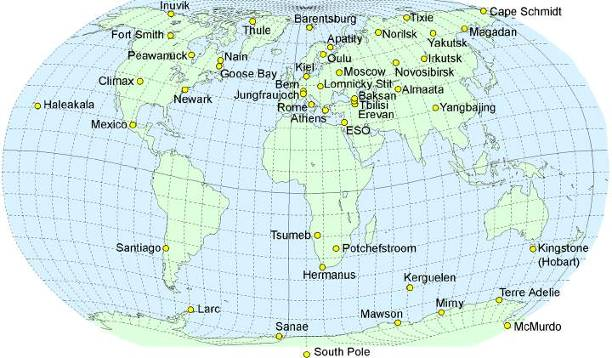 Inuvik
Thule
Barentsburg
Tixie
Cape Schmidt
Fort Smith
Apatity
Norilsk
Yakutsk
Magadan
Peawanuck
Nain
Oulu
Irkutsk
Goose Bay
Kiel
Moscow
Novosibirsk
Climax
Bern
Lomnicky Stit
Jungfraujoch
Baksan
Almaata
Haleakala
Newark
Rome
Tbilisi
Yangbajing
Erevan
Mexico
Athens
ESO
Tsumeb
Santiago
Potchefstroom
Kingstone
(Hobart)
Hermanus
Kerguelen
Terre Adelie
Larc
Mirny
Mawson
McMurdo
Sanae
South Pole